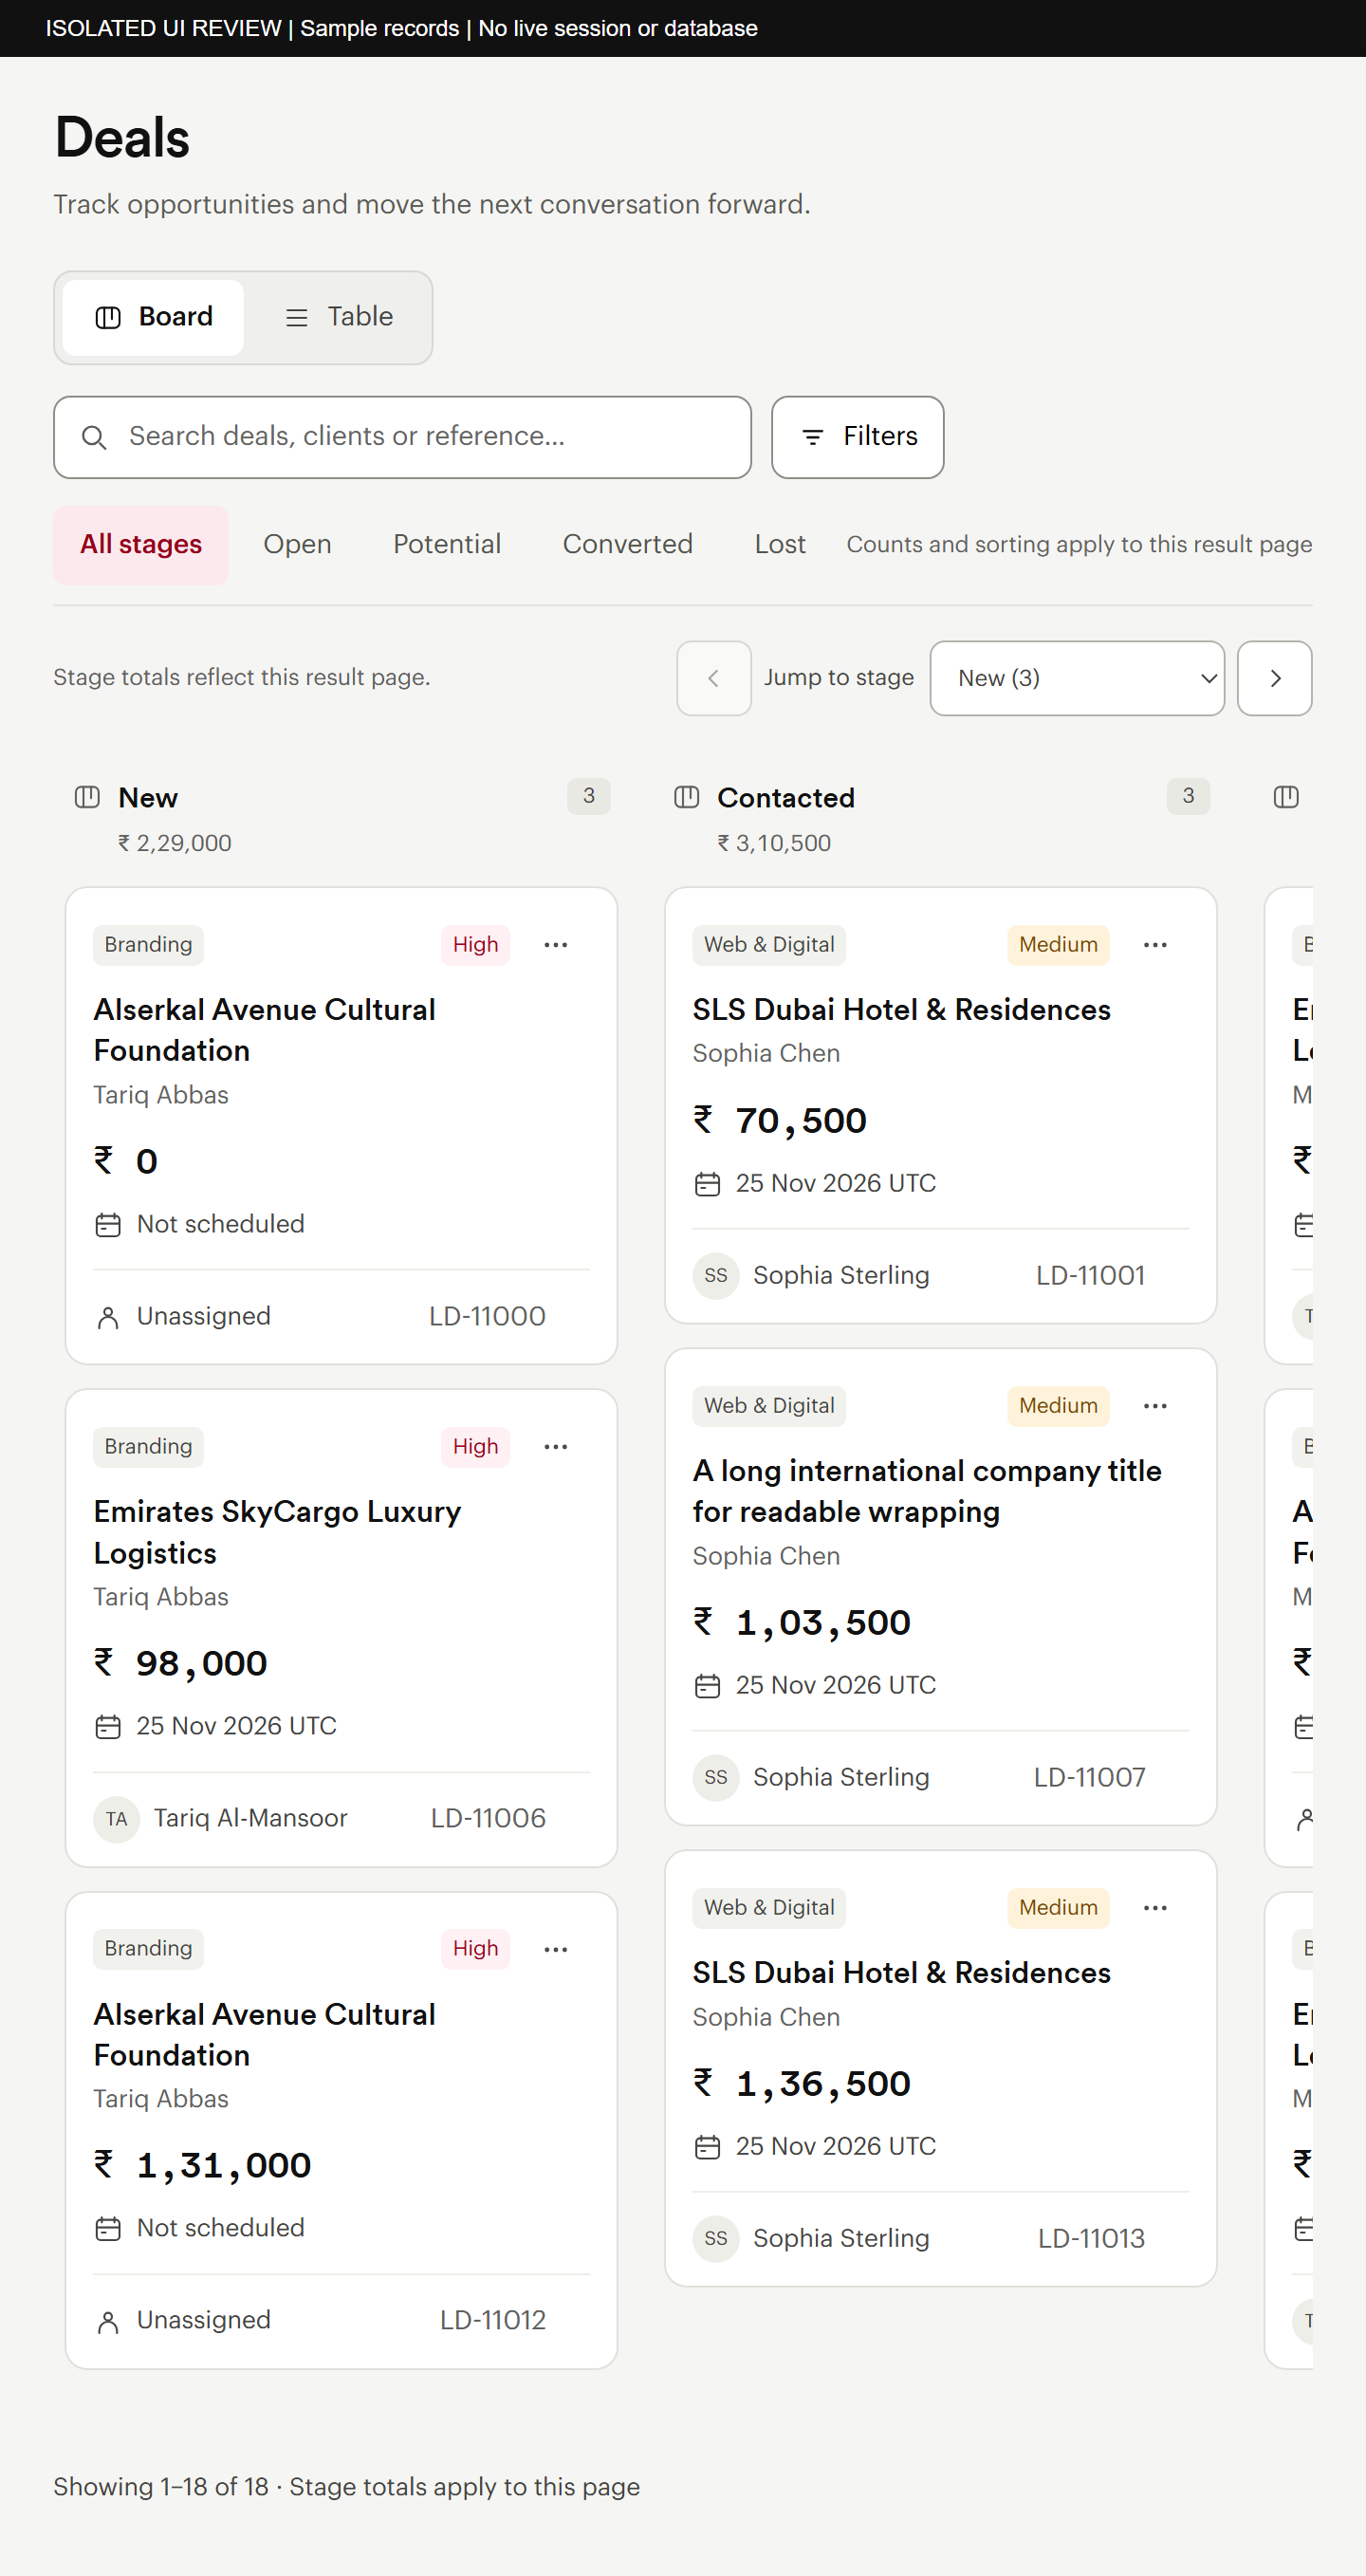 ISOLATED UI REVIEW | Sample records | No live session or database
Deals
Track opportunities and move the next conversation forward.
Board
Table
Search deals, clients or reference...
Filters
All stages
Open
Potential
Converted
Lost
Counts and sorting apply to this result page
Stage totals reflect this result page.
Jump to stage
New (3)
New
3
₹ 2,29,000
Branding
High
Alserkal Avenue Cultural
Foundation
Tariq Abbas
₹ 0
Not scheduled
Unassigned
LD-11000
Branding
High
Emirates SkyCargo Luxury
Logistics
Tariq Abbas
₹ 98,000
25 Nov 2026 UTC
TA
Tariq Al-Mansoor
LD-11006
Branding
High
Alserkal Avenue Cultural
Foundation
Tariq Abbas
₹ 1,31,000
Not scheduled
Unassigned
LD-11012
Contacted
3
₹ 3,10,500
Web & Digital
Medium
SLS Dubai Hotel & Residences
Sophia Chen
₹ 70,500
25 Nov 2026 UTC
SS
Sophia Sterling
LD-11001
Web & Digital
Medium
A long international company title
for readable wrapping
Sophia Chen
₹ 1,03,500
25 Nov 2026 UTC
SS
Sophia Sterling
LD-11007
Web & Digital
Medium
SLS Dubai Hotel & Residences
Sophia Chen
₹ 1,36,500
25 Nov 2026 UTC
SS
Sophia Sterling
LD-11013
₹
₹
₹
Showing 1–18 of 18 · Stage totals apply to this page